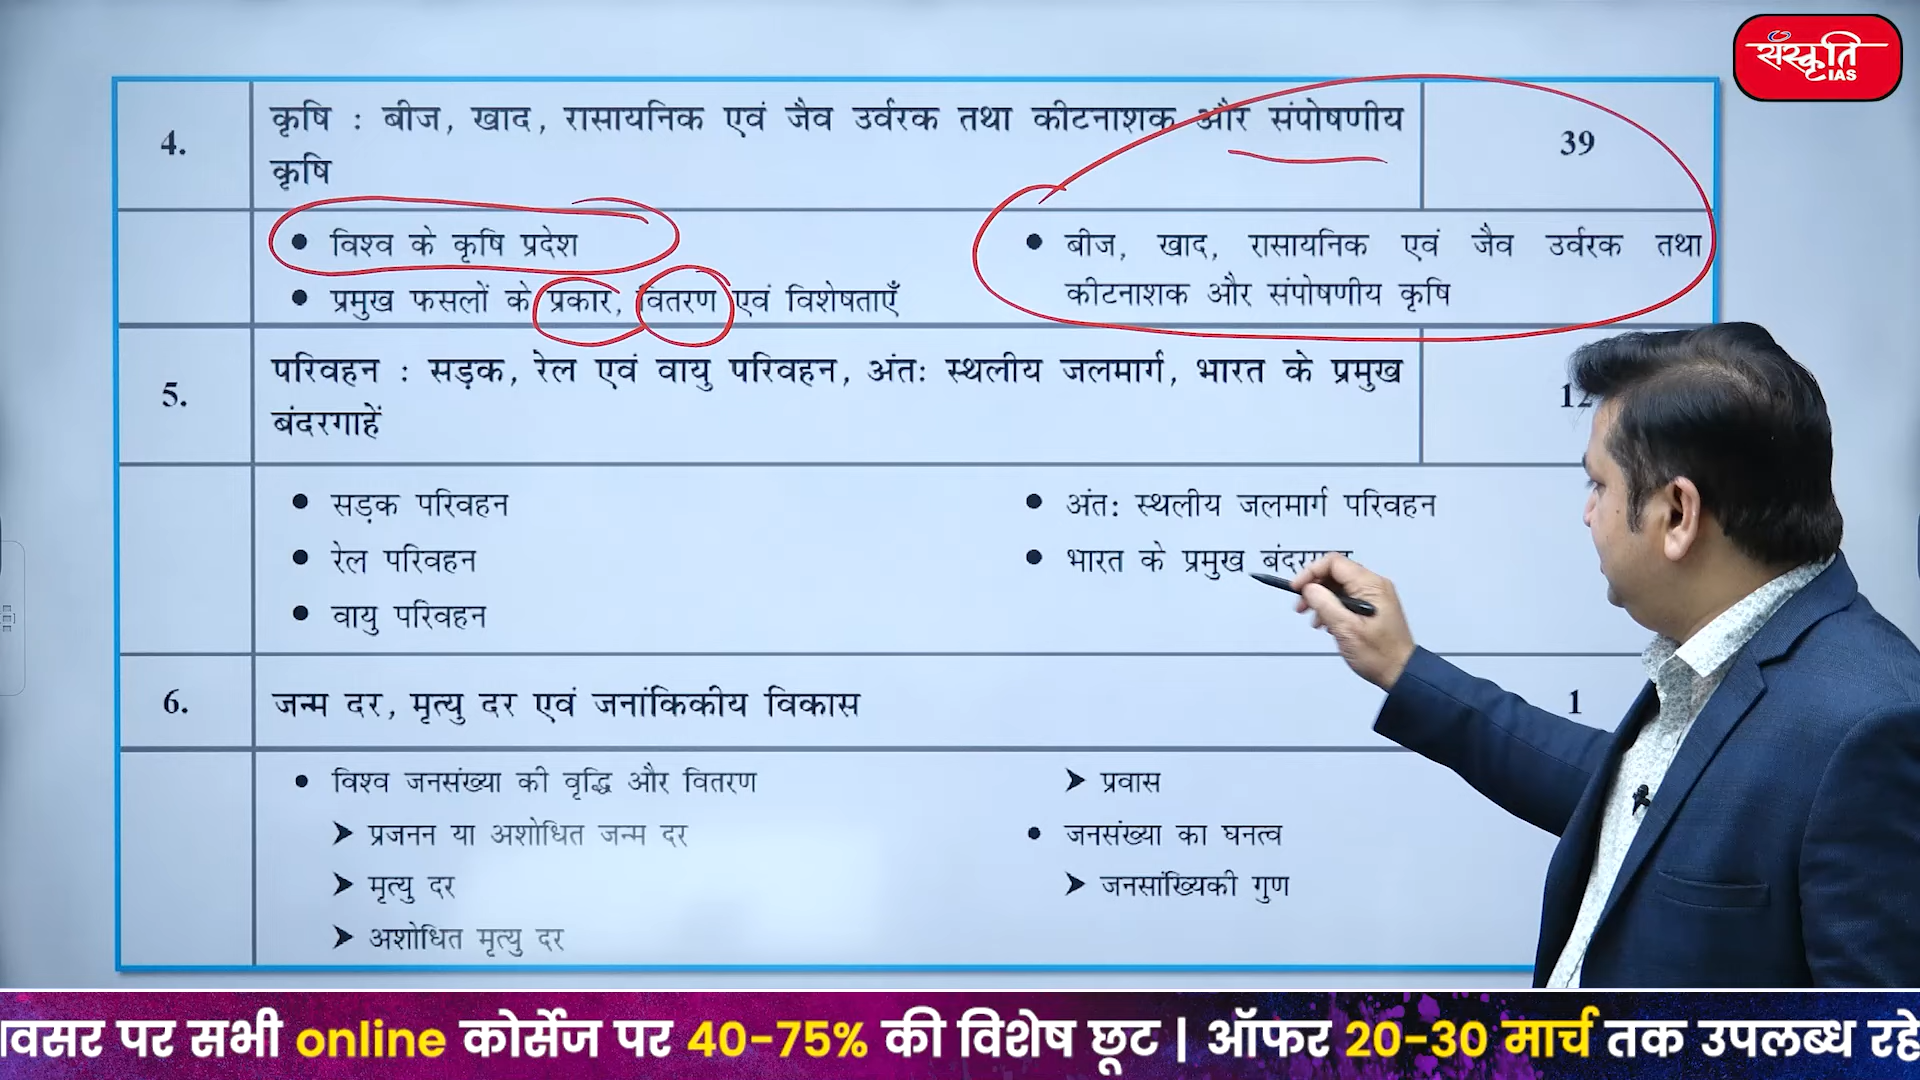 संस्कृति
IAS
4.
कृषि : बीज, खाद, रासायनिक एवं जैव उर्वरक तथा कीटनाशक और संपोषणीय
कृषि
39
• विश्व के कृषि प्रदेश
• प्रमुख फसलों के प्रकार, वितरण एवं विशेषताएँ
• बीज, खाद, रासायनिक एवं जैव उर्वरक तथा
कीटनाशक और संपोषणीय कृषि
5.
परिवहन : सड़क, रेल एवं वायु परिवहन, अंतः स्थलीय जलमार्ग, भारत के प्रमुख
बंदरगाहें
• सड़क परिवहन
• रेल परिवहन
• वायु परिवहन
• अंतः स्थलीय जलमार्ग परिवहन
• भारत के प्रमुख
6.
जन्म दर, मृत्यु दर एवं जनांकिकीय विकास
1
• विश्व जनसंख्या की वृद्धि और वितरण
➤ प्रजनन या अशोधित जन्म दर
➤ मृत्यु दर
➤ अशोधित मृत्यु दर
➤ प्रवास
• जनसंख्या का घनत्व
➤ जनसांख्यिकी गुण
वसर पर सभी online कोर्सेज पर 40-75% की विशेष छूट | ऑफर 20-30 मार्च तक उपलब्ध रहे